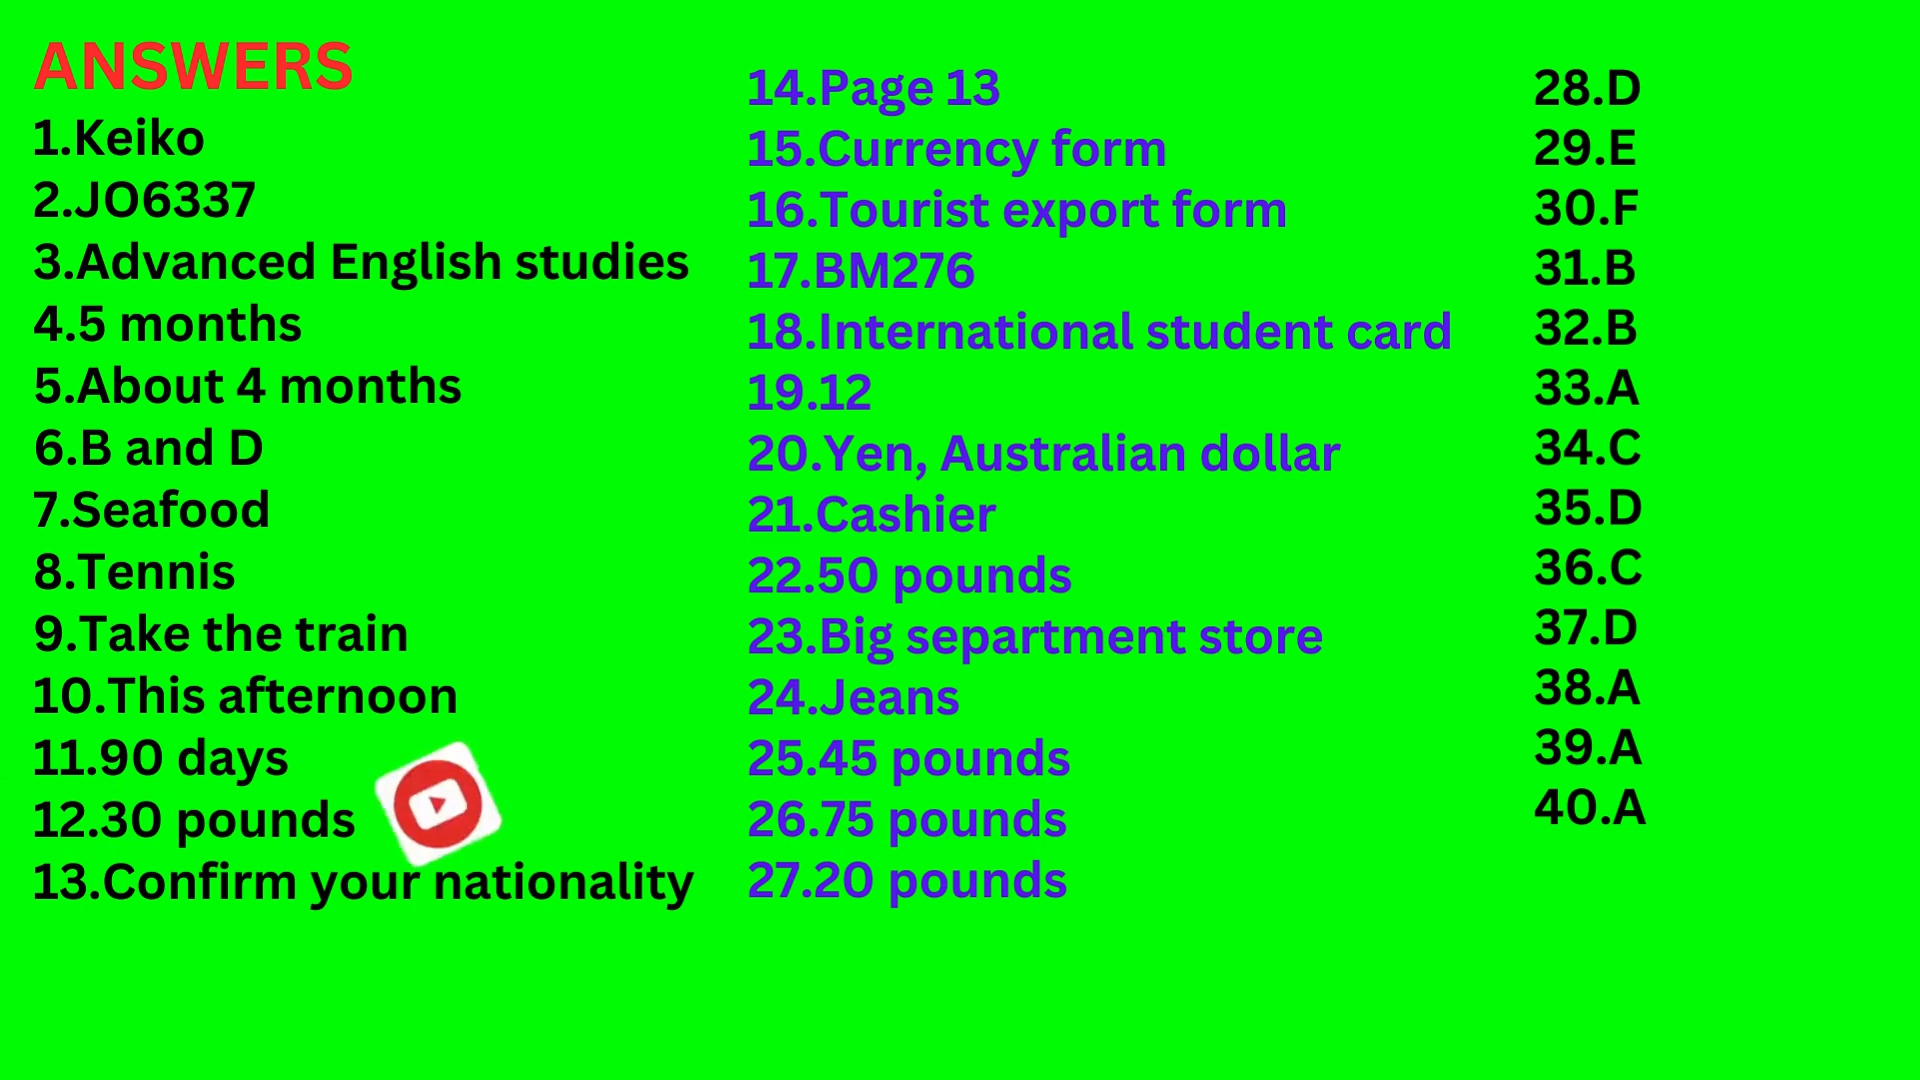 ANSWERS
1.Keiko
2.JO6337
3.Advanced English studies
4.5 months
5.About 4 months
6.B and D
7.Seafood
8.Tennis
9.Take the train
10.This afternoon
11.90 days
12.30 pounds
13.Confirm your nationality
14.Page 13
15.Currency form
16.Tourist export form
17.BM276
18.International student card
19.12
20.Yen, Australian dollar
21.Cashier
22.50 pounds
23.Big separtment store
24.Jeans
25.45 pounds
26.75 pounds
27.20 pounds
28.D
29.E
30.F
31.B
32.B
33.A
34.C
35.D
36.C
37.D
38.A
39.A
40.A